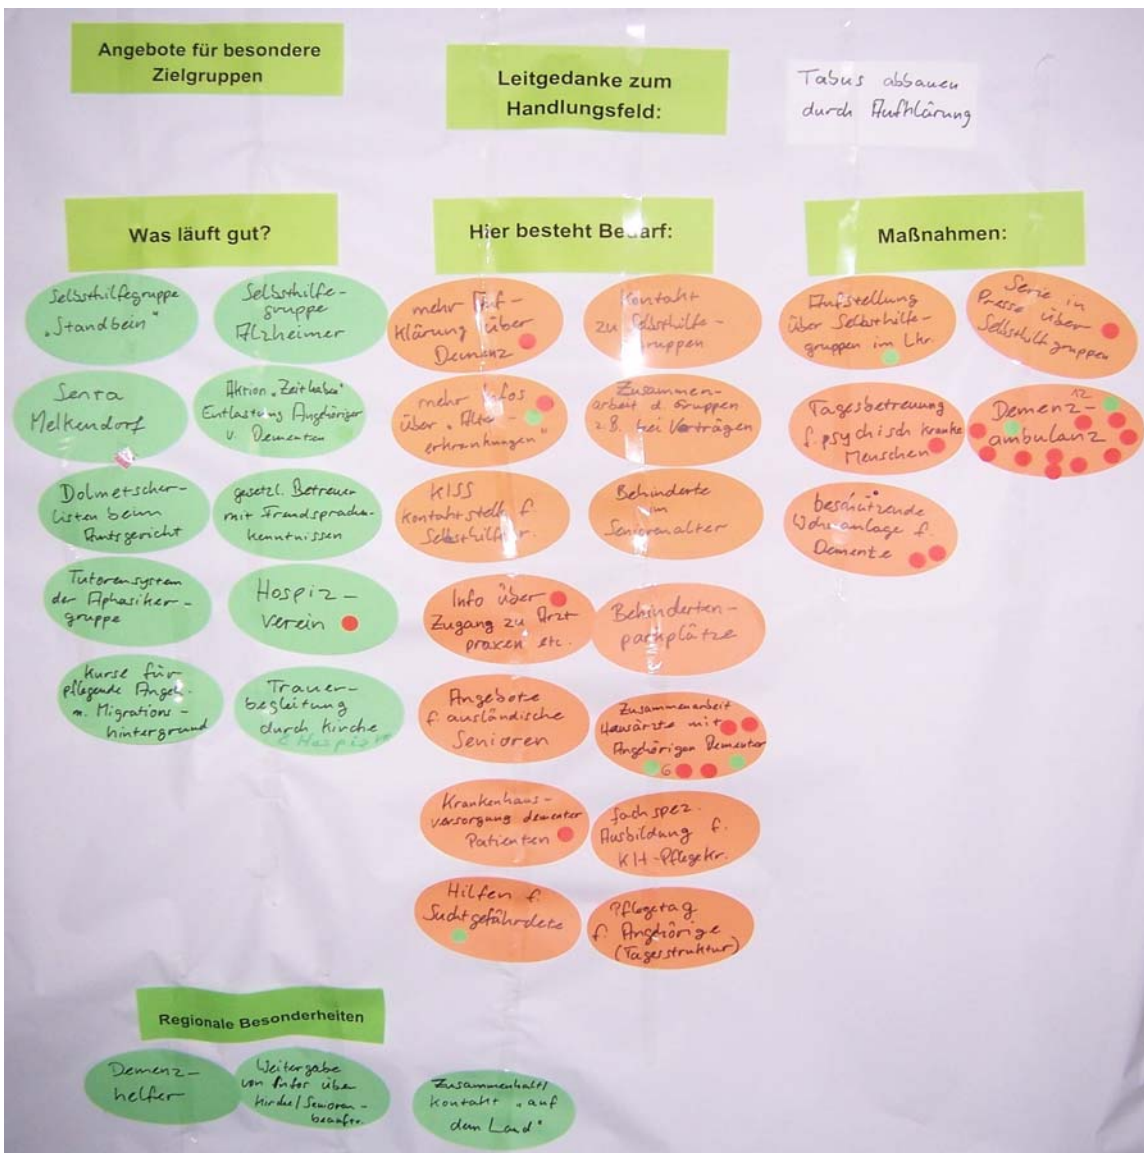 Angebote für besondere
Zielgruppen
Leitgedanke zum
Handlungsfeld:
Tabus abbauen
durch Aufklärung
Was läuft gut?
Selbsthilfegruppe
„Standbein"
Selbsthilfe-
gruppe
Alzheimer
Senta
Melkendorf
Aktion „Zeit haben"
Entlastung Angehöriger
v. Dementen
Dolmetscher-
listen beim
Amtsgericht
gesetzl. Betreuer
mit Fremdsprachen-
kenntnissen
Tutorensystem
der Aphasiker-
gruppe
Hospiz-
verein
Kurse für
pflegende Angeh.
m. Migrations-
hintergrund
Trauer-
begleitung
durch Kirche
Hier besteht Bedarf:
mehr Auf-
klärung über
Demenz
Kontakt
zu Selbsthilfe-
gruppen
mehr Infos
über „Alters-
erkrankungen"
Zusammen-
arbeit d. Gruppen
z.B. bei Vorträgen
KISS
Kontaktstelle f.
Behinderte
im
Seniorenalter
Info über
Zugang zu Arzt
praxen etc.
Behinderten-
parkplätze
Angebote
f. ausländische
Senioren
Zusammenarbeit
Hausärzte mit
Angehörigen Dementer
6
Krankenhaus-
versorgung dementer
Patienten
fachspez.
Ausbildung f.
KH-Pflegekr.
Hilfen f.
Suchtgefährdete
Pflegetag
f. Angehörige
(Tagesstruktur)
Maßnahmen:
Aufstellung
über Selbsthilfe-
gruppen im Lkr.
Serie in
Presse über
Selbsthilfegruppen
Tagesbetreuung
f. psychisch kranke
Menschen
12
Demenz-
ambulanz
beschützende
Wohnanlage f.
Demente
Regionale Besonderheiten
Demenz-
helfer
Weitergabe
von Infos über
Kirche/Senioren-
beauftr.
Zusammenhalt/
Kontakt „auf
dem Land"